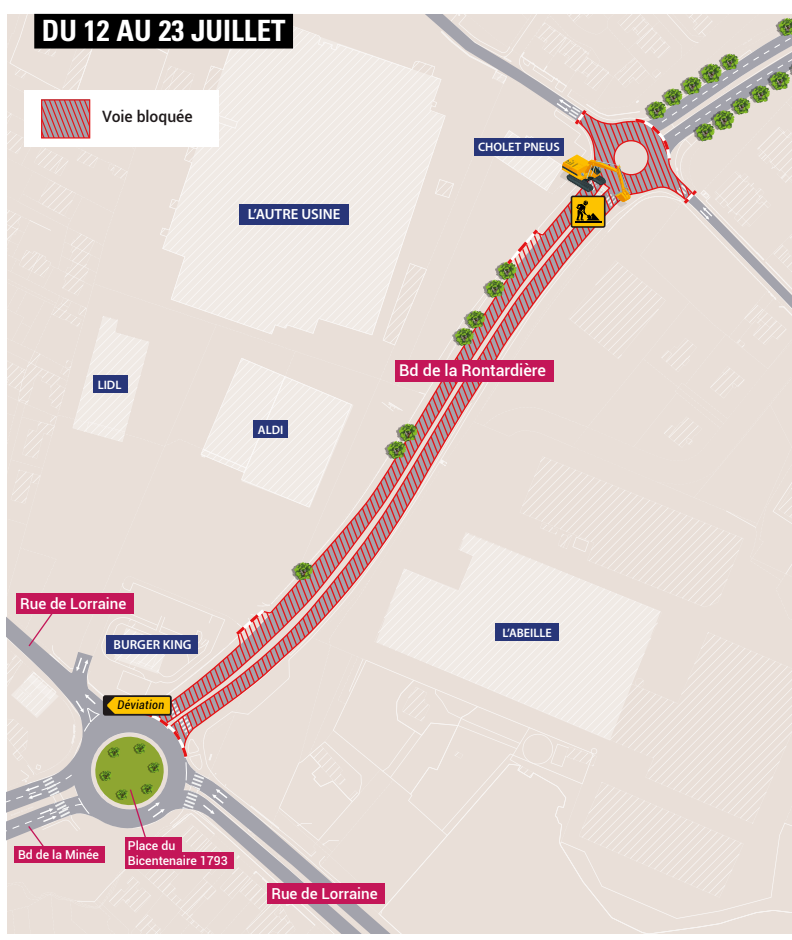 DU 12 AU 23 JUILLET
Voie bloquée
CHOLET PNEUS
L'AUTRE USINE
Bd de la Rontardière
LIDL
ALDI
Rue de Lorraine
L'ABEILLE
BURGER KING
Déviation
Bd de la Minée
Place du
Bicentenaire 1793
Rue de Lorraine